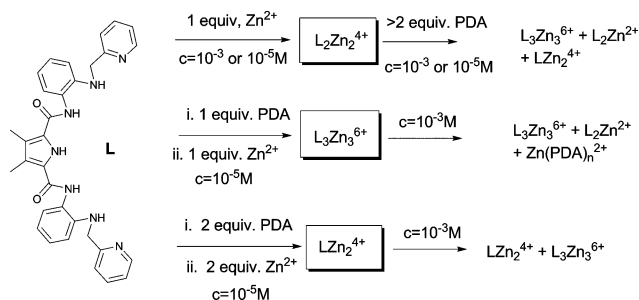 1 equiv, Zn²⁺
c=10⁻³ or 10⁻⁵M
L₂Zn₂⁴⁺
>2 equiv. PDA
c=10⁻³ or 10⁻⁵M
L₃Zn₃⁶⁺ + L₂Zn²⁺
+ LZn₂⁴⁺
N
NH
NH
O
NH
L
O
NH
NH
N
i. 1 equiv. PDA
ii. 1 equiv. Zn²⁺
c=10⁻⁵M
L₃Zn₃⁶⁺
c=10⁻³M
L₃Zn₃⁶⁺ + L₂Zn²⁺
+ Zn(PDA)ₙ²⁺
i. 2 equiv. PDA
ii. 2 equiv. Zn²⁺
c=10⁻⁵M
LZn₂⁴⁺
c=10⁻³M
LZn₂⁴⁺ + L₃Zn₃⁶⁺